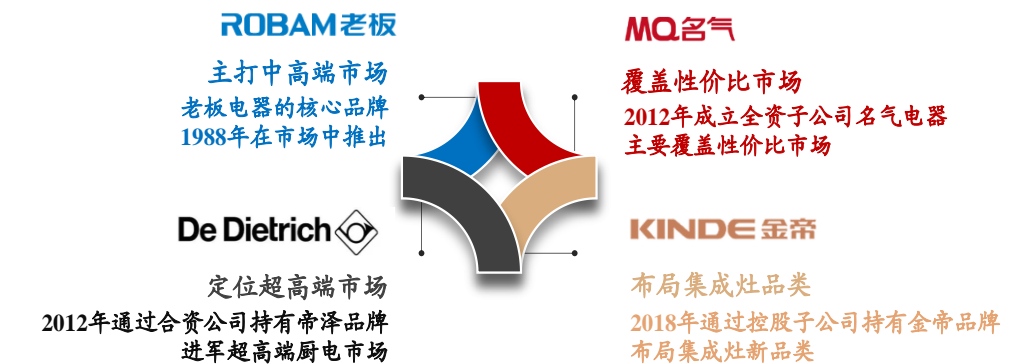 ROBAM老板
主打中高端市场
老板电器的核心品牌
1988年在市场中推出
MQ名气
覆盖性价比市场
2012年成立全资子公司名气电器
主要覆盖性价比市场
De Dietrich
定位超高端市场
2012年通过合资公司持有帝泽品牌
进军超高端厨电市场
KINDE金帝
布局集成灶品类
2018年通过控股子公司持有金帝品牌
布局集成灶新品类